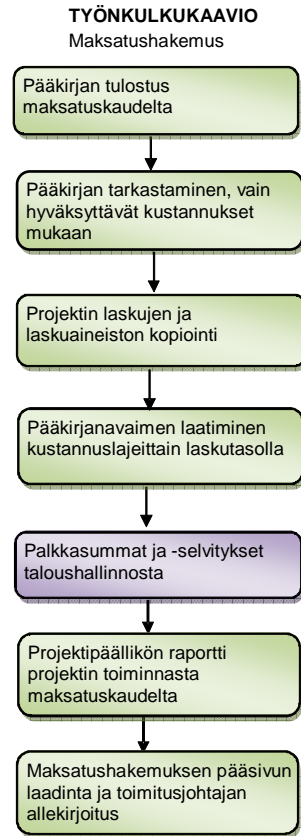 TYÖNKULKUKAAVIO
Maksatushakemus
Pääkirjan tulostus
maksatuskaudelta
Pääkirjan tarkastaminen, vain
hyväksyttävät kustannukset
mukaan
Projektin laskujen ja
laskuaineiston kopiointi
Pääkirjanavaimen laatiminen
kustannuslajeittain laskutasolla
Palkkasummat ja -selvitykset
taloushallinnosta
Projektipäällikön raportti
projektin toiminnasta
maksatuskaudelta
Maksatushakemuksen pääsivun
laadinta ja toimitusjohtajan
allekirjoitus